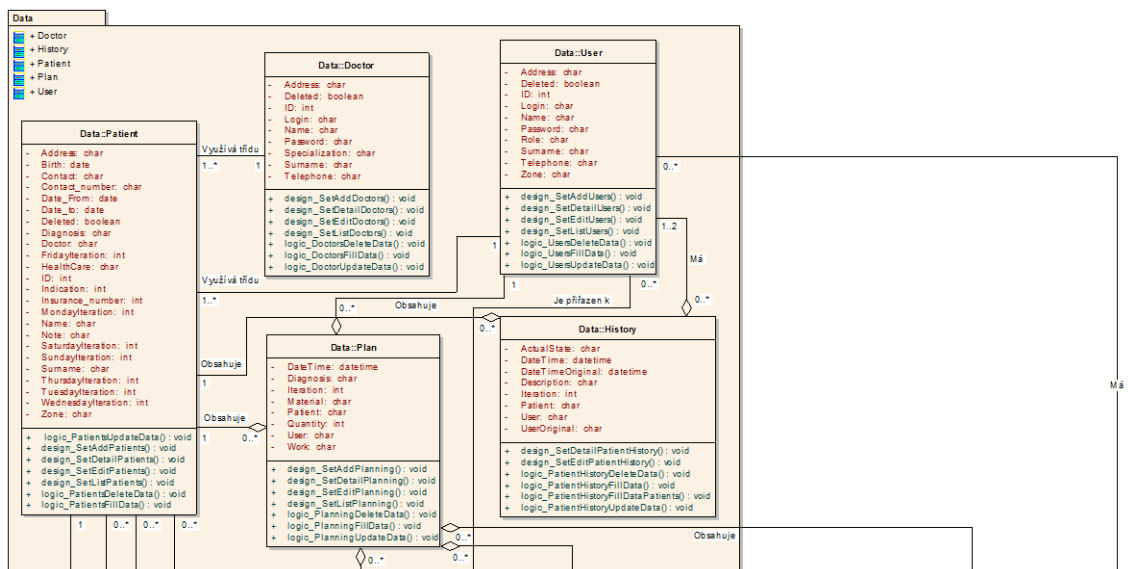 Data
+ Doctor
+ History
+ Patient
+ Plan
+ User
Data::Patient
- Address: char
- Birth: date
- Contact: char
- Contact_number: char
- Date_From: date
- Date_to: date
- Deleted: boolean
- Diagnosis: char
- Doctor: char
- FridayIteration: int
- HealthCare: char
- ID: int
- Indication: int
- Insurance_number: int
- MondayIteration: int
- Name: char
- Note: char
- SaturdayIteration: int
- SundayIteration: int
- Surname: char
- ThursdayIteration: int
- TuesdayIteration: int
- WednesdayIteration: int
- Zone: char
+ logic_PatientsUpdateData() : void
+ design_SetAddPatients() : void
+ design_SetDetailPatients() : void
+ design_SetEditPatients() : void
+ design_SetListPatients() : void
+ logic_PatientsDeleteData() : void
+ logic_PatientsFillData() : void
1
0..*
0..*
0..*
Využívá třídu
1..*
1
Data::Doctor
- Address: char
- Deleted: boolean
- ID: int
- Login: char
- Name: char
- Password: char
- Specialization: char
- Surname: char
- Telephone: char
+ design_SetAddDoctors() : void
+ design_SetDetailDoctors() : void
+ design_SetEditDoctors() : void
+ design_SetListDoctors() : void
+ logic_DoctorsDeleteData() : void
+ logic_DoctorsFillData() : void
+ logic_DoctorUpdateData() : void
Data::User
- Address: char
- Deleted: boolean
- ID: int
- Login: char
- Name: char
- Password: char
- Role: char
- Surname: char
- Telephone: char
- Zone: char
+ design_SetAddUsers() : void
+ design_SetDetailUsers() : void
+ design_SetEditUsers() : void
+ design_SetListUsers() : void
+ logic_UsersDeleteData() : void
+ logic_UsersFillData() : void
+ logic_UsersUpdateData() : void
0..*
1..2
Má
0..*
1
Využívá třídu
1..*
1
Obsahuje
0..*
0..*
Je přiřazen k
0..*
Obsahuje
1
Obsahuje
1
0..*
Data::Plan
- DateTime: datetime
- Diagnosis: char
- Iteration: int
- Material: char
- Patient: char
- Quantity: int
- User: char
- Work: char
+ design_SetAddPlanning() : void
+ design_SetDetailPlanning() : void
+ design_SetEditPlanning() : void
+ design_SetListPlanning() : void
+ logic_PlanningDeleteData() : void
+ logic_PlanningFillData() : void
+ logic_PlanningUpdateData() : void
0..*
0..*
0..*
Data::History
- ActualState: char
- DateTime: datetime
- DateTimeOriginal: datetime
- Description: char
- Iteration: int
- Patient: char
- User: char
- UserOriginal: char
+ design_SetDetailPatientHistory() : void
+ design_SetEditPatientHistory() : void
+ logic_PatientHistoryDeleteData() : void
+ logic_PatientHistoryFillData() : void
+ logic_PatientHistoryFillDataPatients() : void
+ logic_PatientHistoryUpdateData() : void
Obsahuje
Má